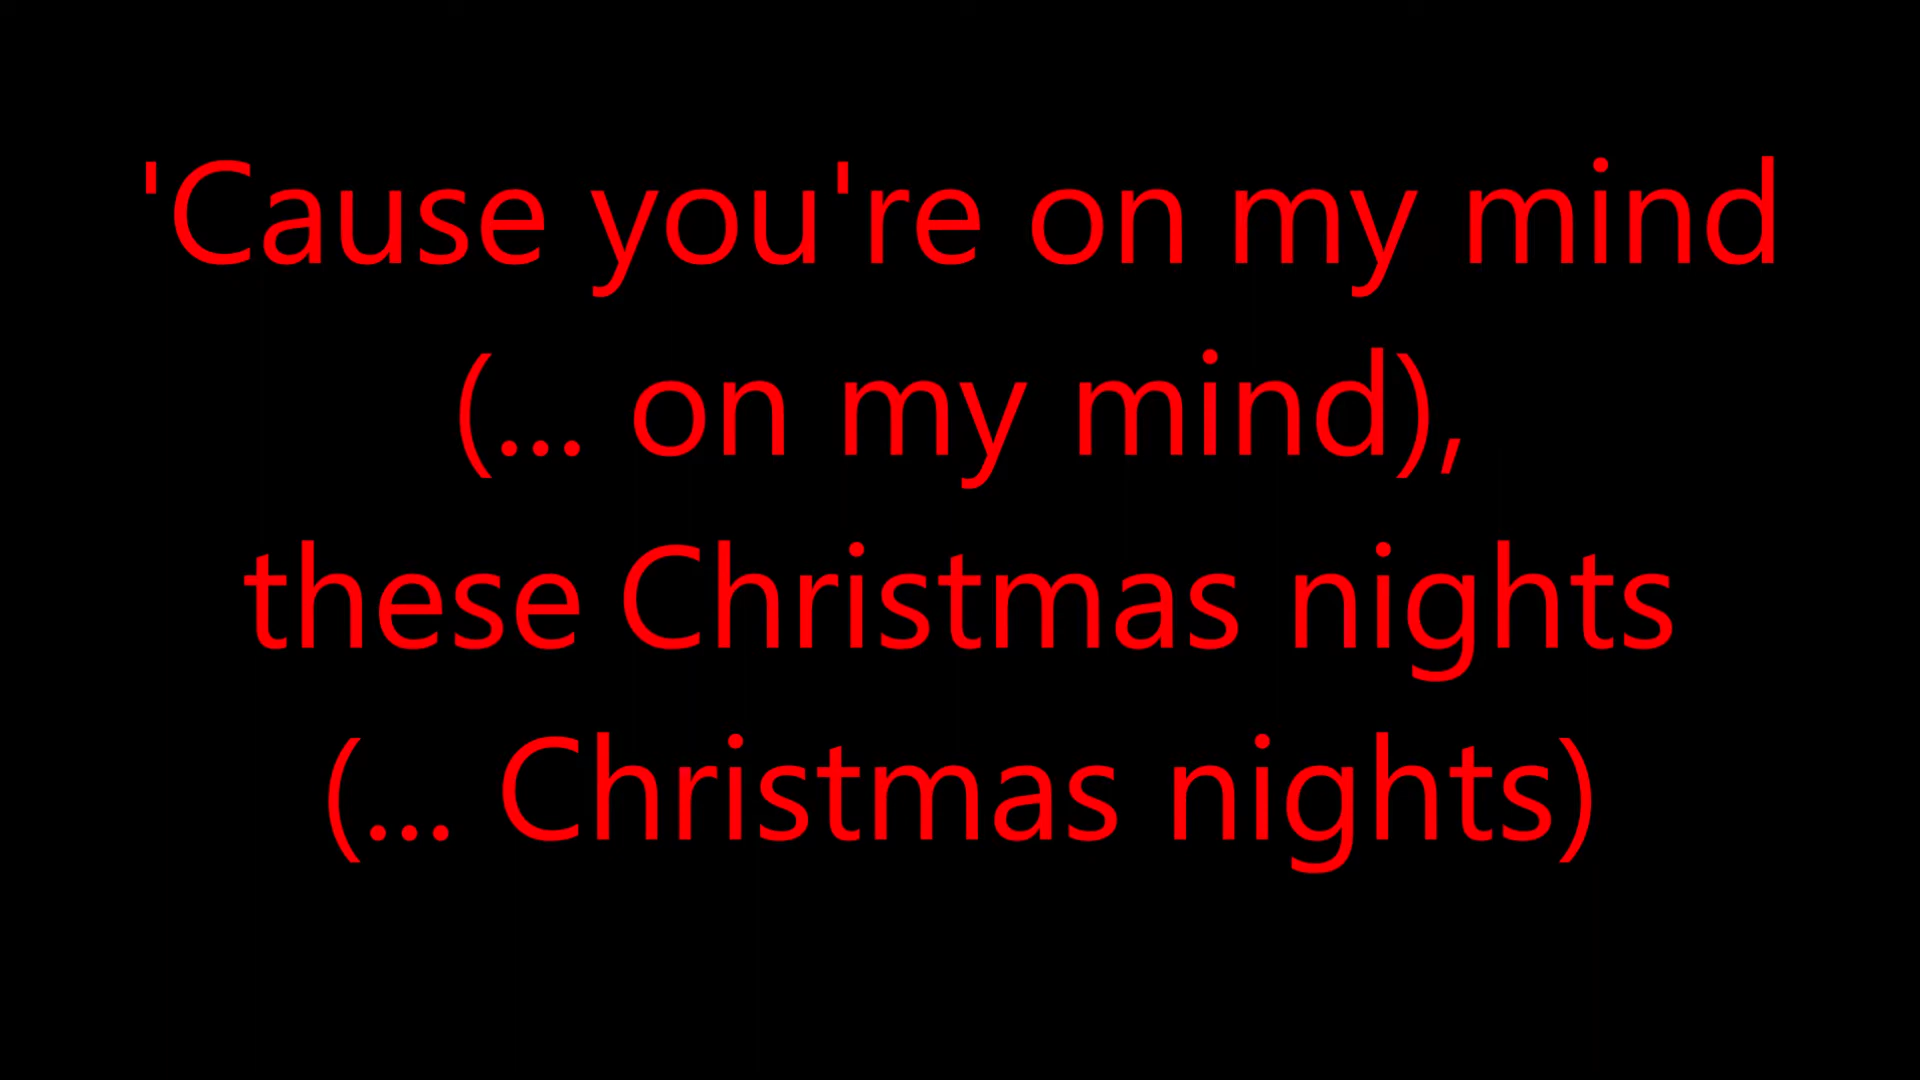 'Cause you're on my mind
(... on my mind),
these Christmas nights
(... Christmas nights)